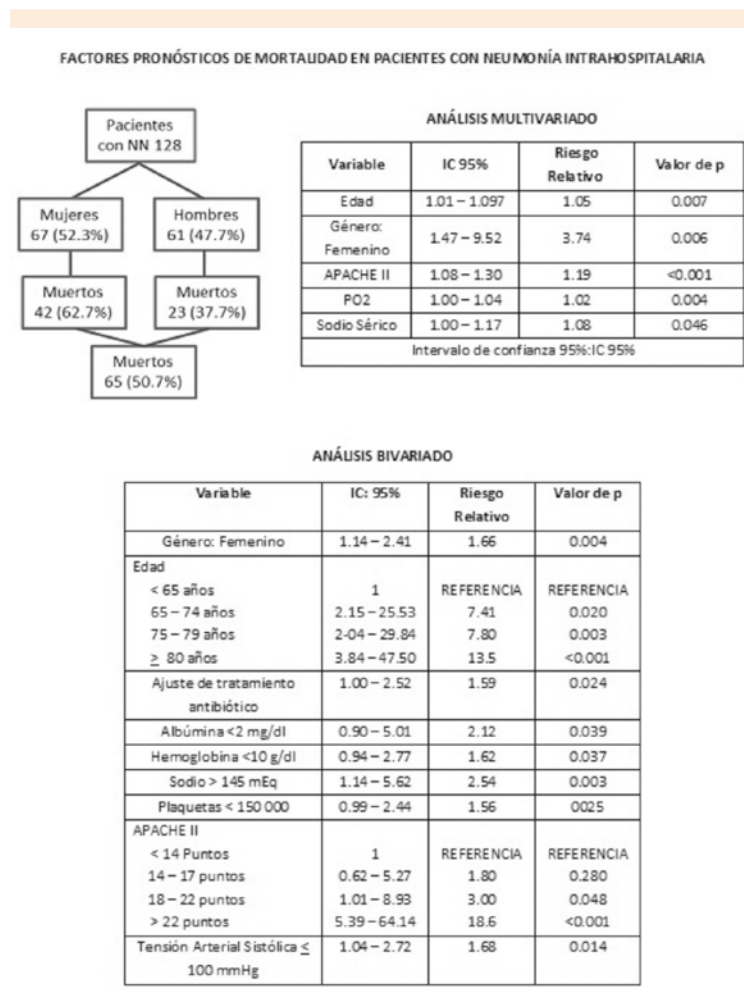 FACTORES PRONÓSTICOS DE MORTALIDAD EN PACIENTES CON NEUMONÍA INTRAHOSPITALARIA
Pacientes
con NN 128
Mujeres
67 (52.3%)
Hombres
61 (47.7%)
Muertos
42 (62.7%)
Muertos
23 (37.7%)
Muertos
65 (50.7%)
ANÁLISIS MULTIVARIADO
Variable IC 95% Riesgo Relativo Valor de p
Edad 1.01 – 1.097 1.05 0.007
Género: Femenino 1.47 – 9.52 3.74 0.006
APACHE II 1.08 – 1.30 1.19 <0.001
PO2 1.00 – 1.04 1.02 0.004
Sodio Sérico 1.00 – 1.17 1.08 0.046
Intervalo de confianza 95%:IC 95%
ANÁLISIS BIVARIADO
Variable IC: 95% Riesgo Relativo Valor de p
Género: Femenino 1.14 – 2.41 1.66 0.004
Edad
< 65 años 1 REFERENCIA REFERENCIA
65 – 74 años 2.15 – 25.53 7.41 0.020
75 – 79 años 2-04 – 29.84 7.80 0.003
≥ 80 años 3.84 – 47.50 13.5 <0.001
Ajuste de tratamiento antibiótico 1.00 – 2.52 1.59 0.024
Albúmina <2 mg/dl 0.90 – 5.01 2.12 0.039
Hemoglobina <10 g/dl 0.94 – 2.77 1.62 0.037
Sodio > 145 mEq 1.14 – 5.62 2.54 0.003
Plaquetas < 150 000 0.99 – 2.44 1.56 0025
APACHE II
< 14 Puntos 1 REFERENCIA REFERENCIA
14 – 17 puntos 0.62 – 5.27 1.80 0.280
18 – 22 puntos 1.01 – 8.93 3.00 0.048
> 22 puntos 5.39 – 64.14 18.6 <0.001
Tensión Arterial Sistólica ≤ 100 mmHg 1.04 – 2.72 1.68 0.014